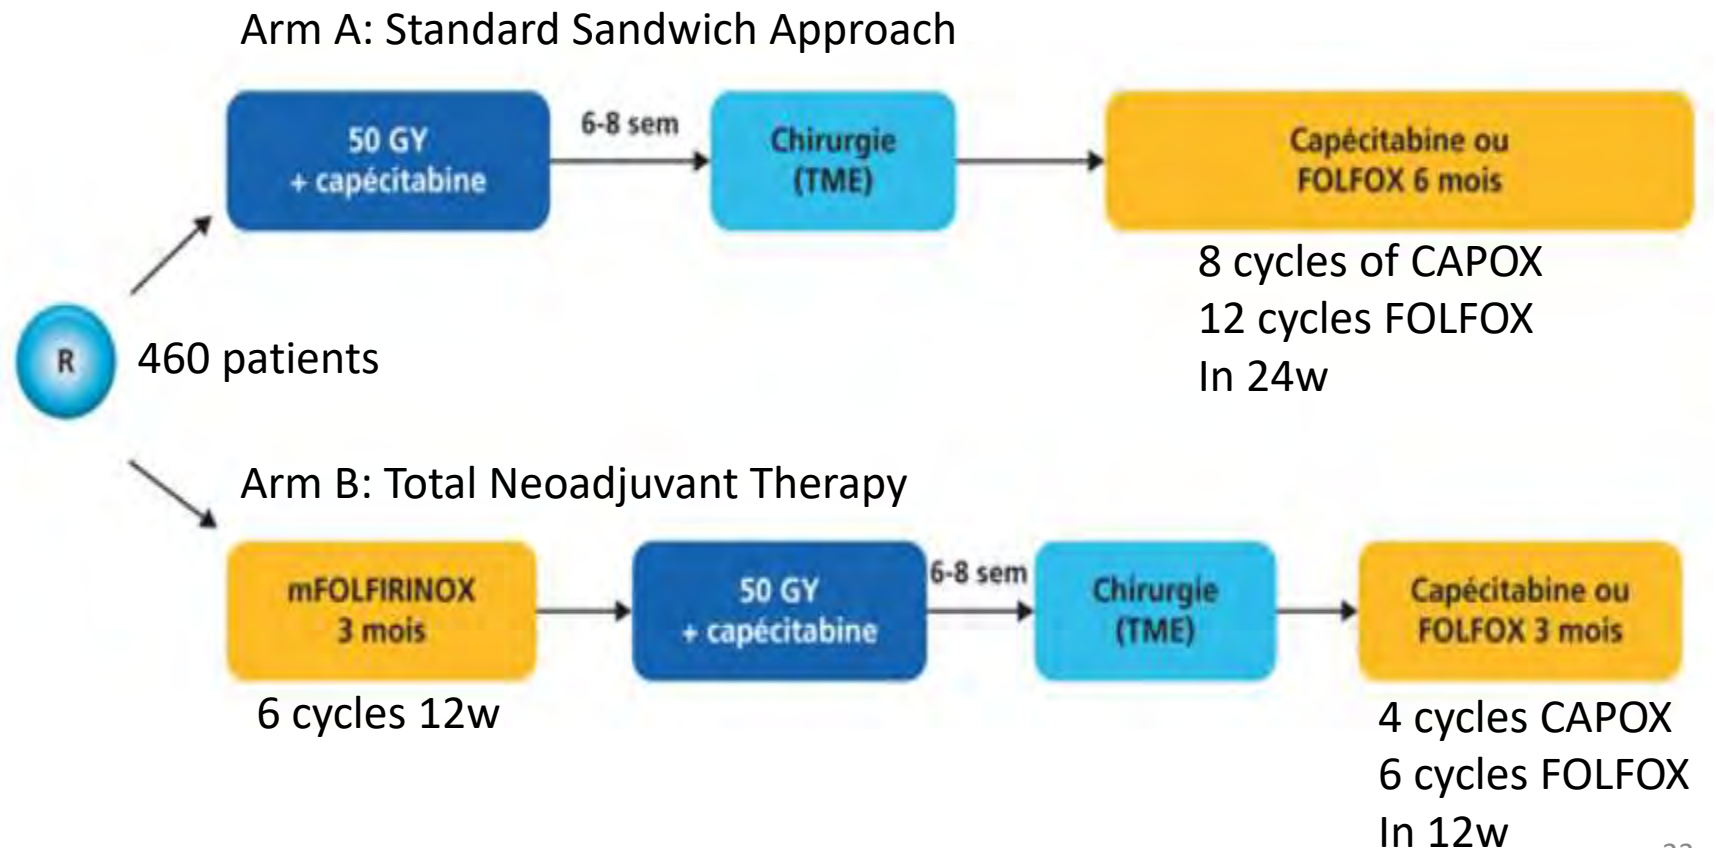 Arm A: Standard Sandwich Approach
50 GY
+ capécitabine
6-8 sem
Chirurgie
(TME)
Capécitabine ou
FOLFOX 6 mois
8 cycles of CAPOX
12 cycles FOLFOX
In 24w
R
460 patients
Arm B: Total Neoadjuvant Therapy
mFOLFIRINOX
3 mois
6 cycles 12w
50 GY
+ capécitabine
6-8 sem
Chirurgie
(TME)
Capécitabine ou
FOLFOX 3 mois
4 cycles CAPOX
6 cycles FOLFOX
In 12w